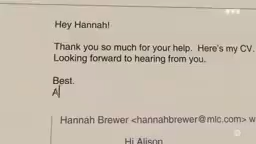 Hey Hannah!
Thank you so much for your help.  Here's my CV.
Looking forward to hearing from you.
Best.
A
Hannah Brewer <hannahbrewer@mlc.com> w
Hi Alison